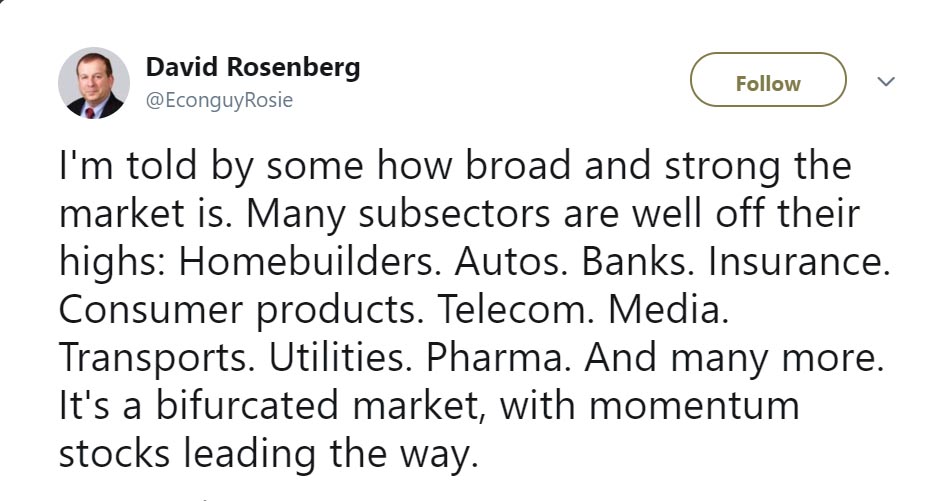 David Rosenberg
@EconguyRosie
Follow
I'm told by some how broad and strong the
market is. Many subsectors are well off their
highs: Homebuilders. Autos. Banks. Insurance.
Consumer products. Telecom. Media.
Transports. Utilities. Pharma. And many more.
It's a bifurcated market, with momentum
stocks leading the way.